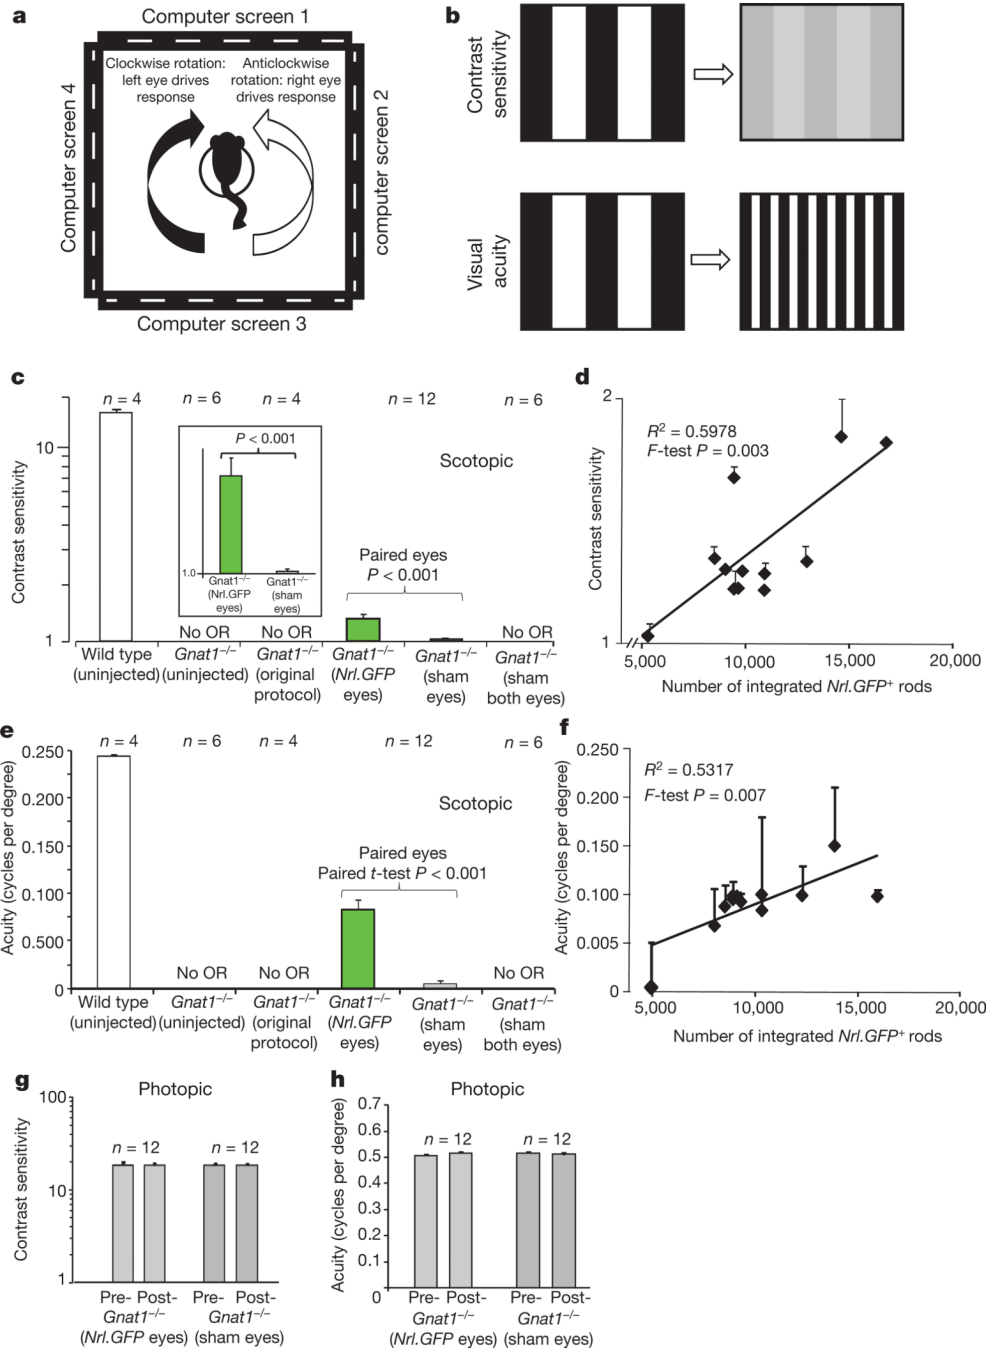 a
Computer screen 1
Clockwise rotation:
left eye drives
response
Anticlockwise
rotation: right eye
drives response
Computer screen 4
computer screen 2
Computer screen 3
b
Contrast
sensitivity
Visual
acuity
c
n = 4
n = 6
n = 4
n = 12
n = 6
Contrast sensitivity
10
1
P < 0.001
1.0
Gnat1−/−
(Nrl.GFP
eyes)
Gnat1−/−
(sham
eyes)
Scotopic
Paired eyes
P < 0.001
No OR
No OR
No OR
Wild type
(uninjected)
Gnat1−/−
(uninjected)
Gnat1−/−
(original
protocol)
Gnat1−/−
(Nrl.GFP
eyes)
Gnat1−/−
(sham
eyes)
Gnat1−/−
(sham
both eyes)
d
2
1
Contrast sensitivity
R² = 0.5978
F-test P = 0.003
5,000
10,000
15,000
20,000
Number of integrated Nrl.GFP⁺ rods
e
n = 4
n = 6
n = 4
n = 12
n = 6
Acuity (cycles per degree)
0.250
0.200
0.150
0.100
0.500
0
Scotopic
Paired eyes
Paired t-test P < 0.001
No OR
No OR
No OR
Wild type
(uninjected)
Gnat1−/−
(uninjected)
Gnat1−/−
(original
protocol)
Gnat1−/−
(Nrl.GFP
eyes)
Gnat1−/−
(sham
eyes)
Gnat1−/−
(sham
both eyes)
f
Acuity (cycles per degree)
0.250
0.200
0.150
0.100
0.005
0
R² = 0.5317
F-test P = 0.007
5,000
10,000
15,000
20,000
Number of integrated Nrl.GFP⁺ rods
g
Photopic
Contrast sensitivity
100
10
1
n = 12
n = 12
Pre- Post-
Gnat1−/−
(Nrl.GFP eyes)
Pre- Post-
Gnat1−/−
(sham eyes)
h
Photopic
Acuity (cycles per degree)
0.7
0.6
0.5
0.4
0.3
0.2
0.1
0
n = 12
n = 12
Pre- Post-
Gnat1−/−
(Nrl.GFP eyes)
Pre- Post-
Gnat1−/−
(sham eyes)